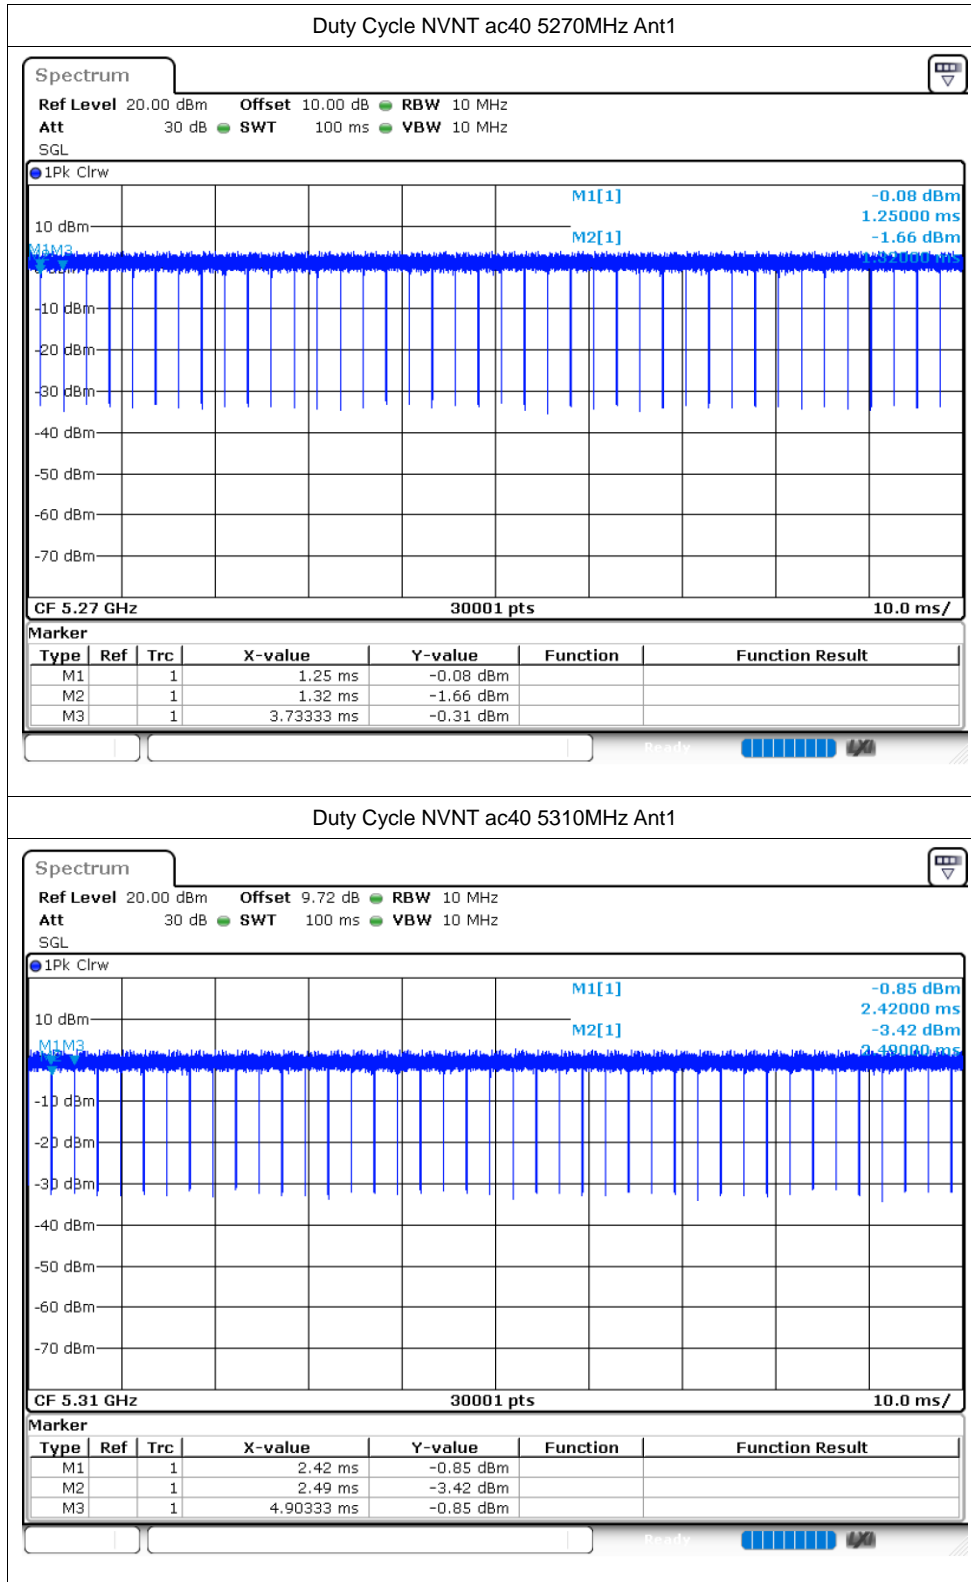 Duty Cycle NVNT ac40 5270MHz Ant1
Spectrum
Ref Level 20.00 dBm Offset 10.00 dB RBW 10 MHz
Att 30 dB SWT 100 ms VBW 10 MHz
SGL
1Pk Clrw
M1[1] -0.08 dBm
1.25000 ms
10 dBm
M2[1] -1.66 dBm
1.32000 ms
M1M3
-10 dBm
-20 dBm
-30 dBm
-40 dBm
-50 dBm
-60 dBm
-70 dBm
CF 5.27 GHz 30001 pts 10.0 ms/
Marker
Type Ref Trc X-value Y-value Function Function Result
M1 1 1.25 ms -0.08 dBm
M2 1 1.32 ms -1.66 dBm
M3 1 3.73333 ms -0.31 dBm
Ready LXI
Duty Cycle NVNT ac40 5310MHz Ant1
Spectrum
Ref Level 20.00 dBm Offset 9.72 dB RBW 10 MHz
Att 30 dB SWT 100 ms VBW 10 MHz
SGL
1Pk Clrw
M1[1] -0.85 dBm
2.42000 ms
10 dBm
M2[1] -3.42 dBm
2.49000 ms
M1M3
-10 dBm
-20 dBm
-30 dBm
-40 dBm
-50 dBm
-60 dBm
-70 dBm
CF 5.31 GHz 30001 pts 10.0 ms/
Marker
Type Ref Trc X-value Y-value Function Function Result
M1 1 2.42 ms -0.85 dBm
M2 1 2.49 ms -3.42 dBm
M3 1 4.90333 ms -0.85 dBm
Ready LXI